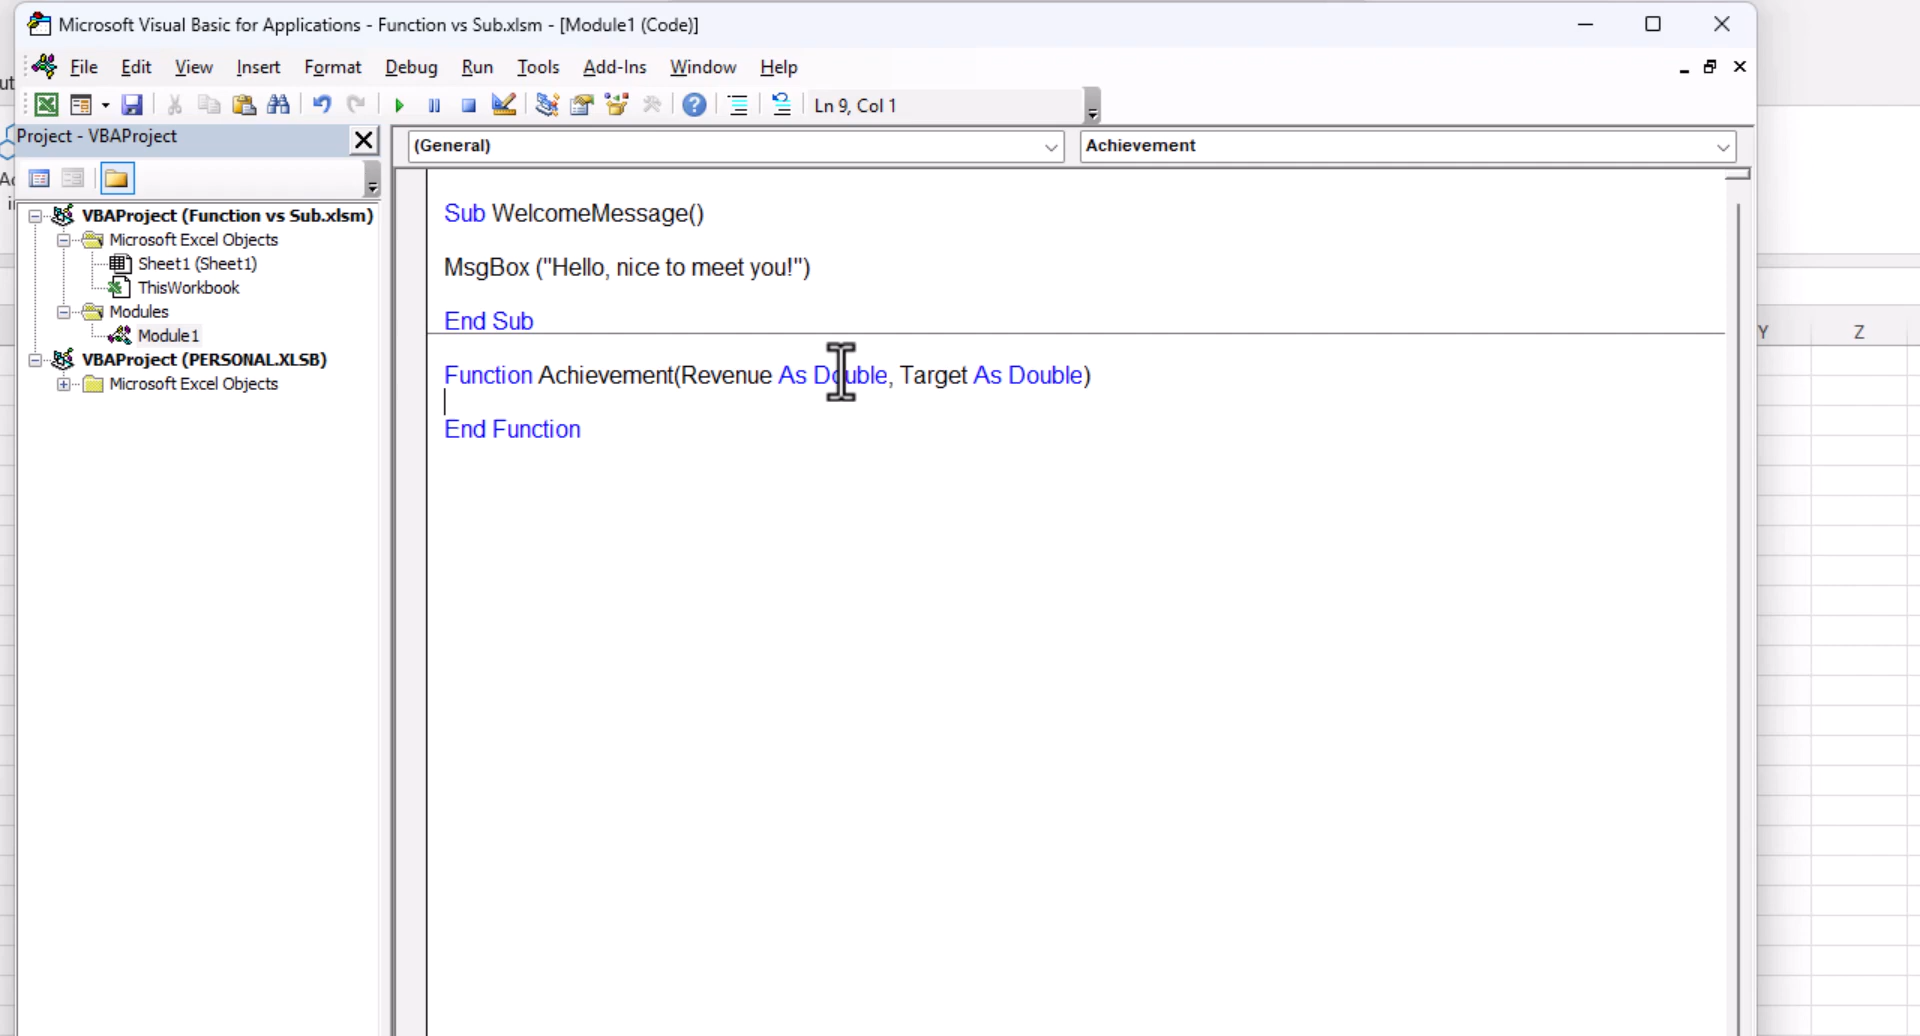 Microsoft Visual Basic for Applications - Function vs Sub.xlsm - [Module1 (Code)]
File Edit View Insert Format Debug Run Tools Add-Ins Window Help
Ln 9, Col 1
Project - VBAProject
(General)
Achievement
VBAProject (Function vs Sub.xlsm)
Microsoft Excel Objects
Sheet1 (Sheet1)
ThisWorkbook
Modules
Module1
VBAProject (PERSONAL.XLSB)
Microsoft Excel Objects
Sub WelcomeMessage()
MsgBox ("Hello, nice to meet you!")
End Sub
Function Achievement(Revenue As Double, Target As Double)
End Function
Y Z